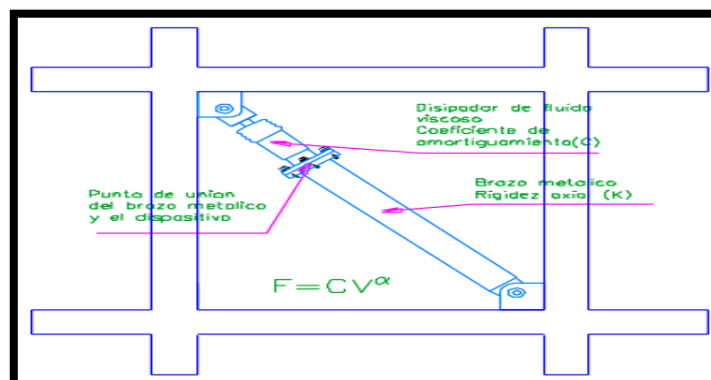 Disipador de fluido
viscoso
Coeficiente de
amortiguamiento(C)
Punto de union
del brazo metalico
y el dispositivo
Brazo metalico
Rigidez axial (K)
F=CV^α